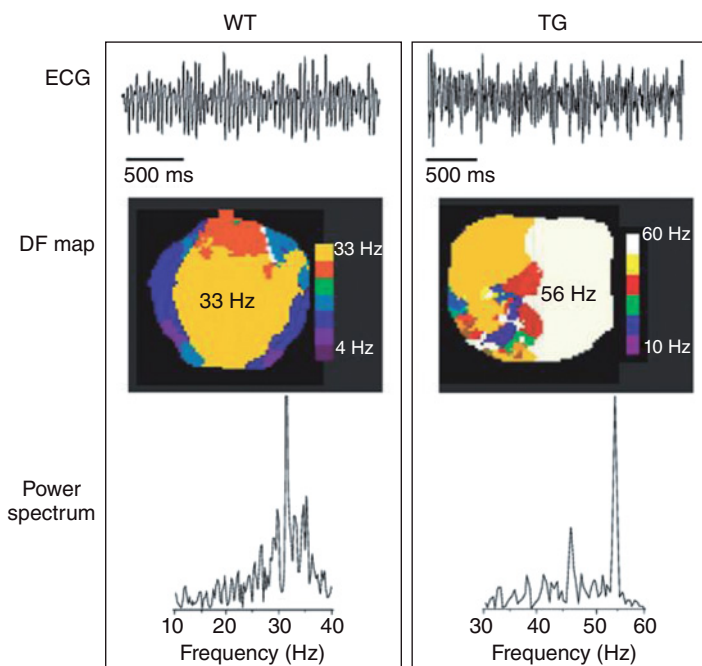 WT
TG
ECG
500 ms
500 ms
DF map
33 Hz
33 Hz
4 Hz
60 Hz
56 Hz
10 Hz
Power
spectrum
10 20 30 40
30 40 50 60
Frequency (Hz)
Frequency (Hz)